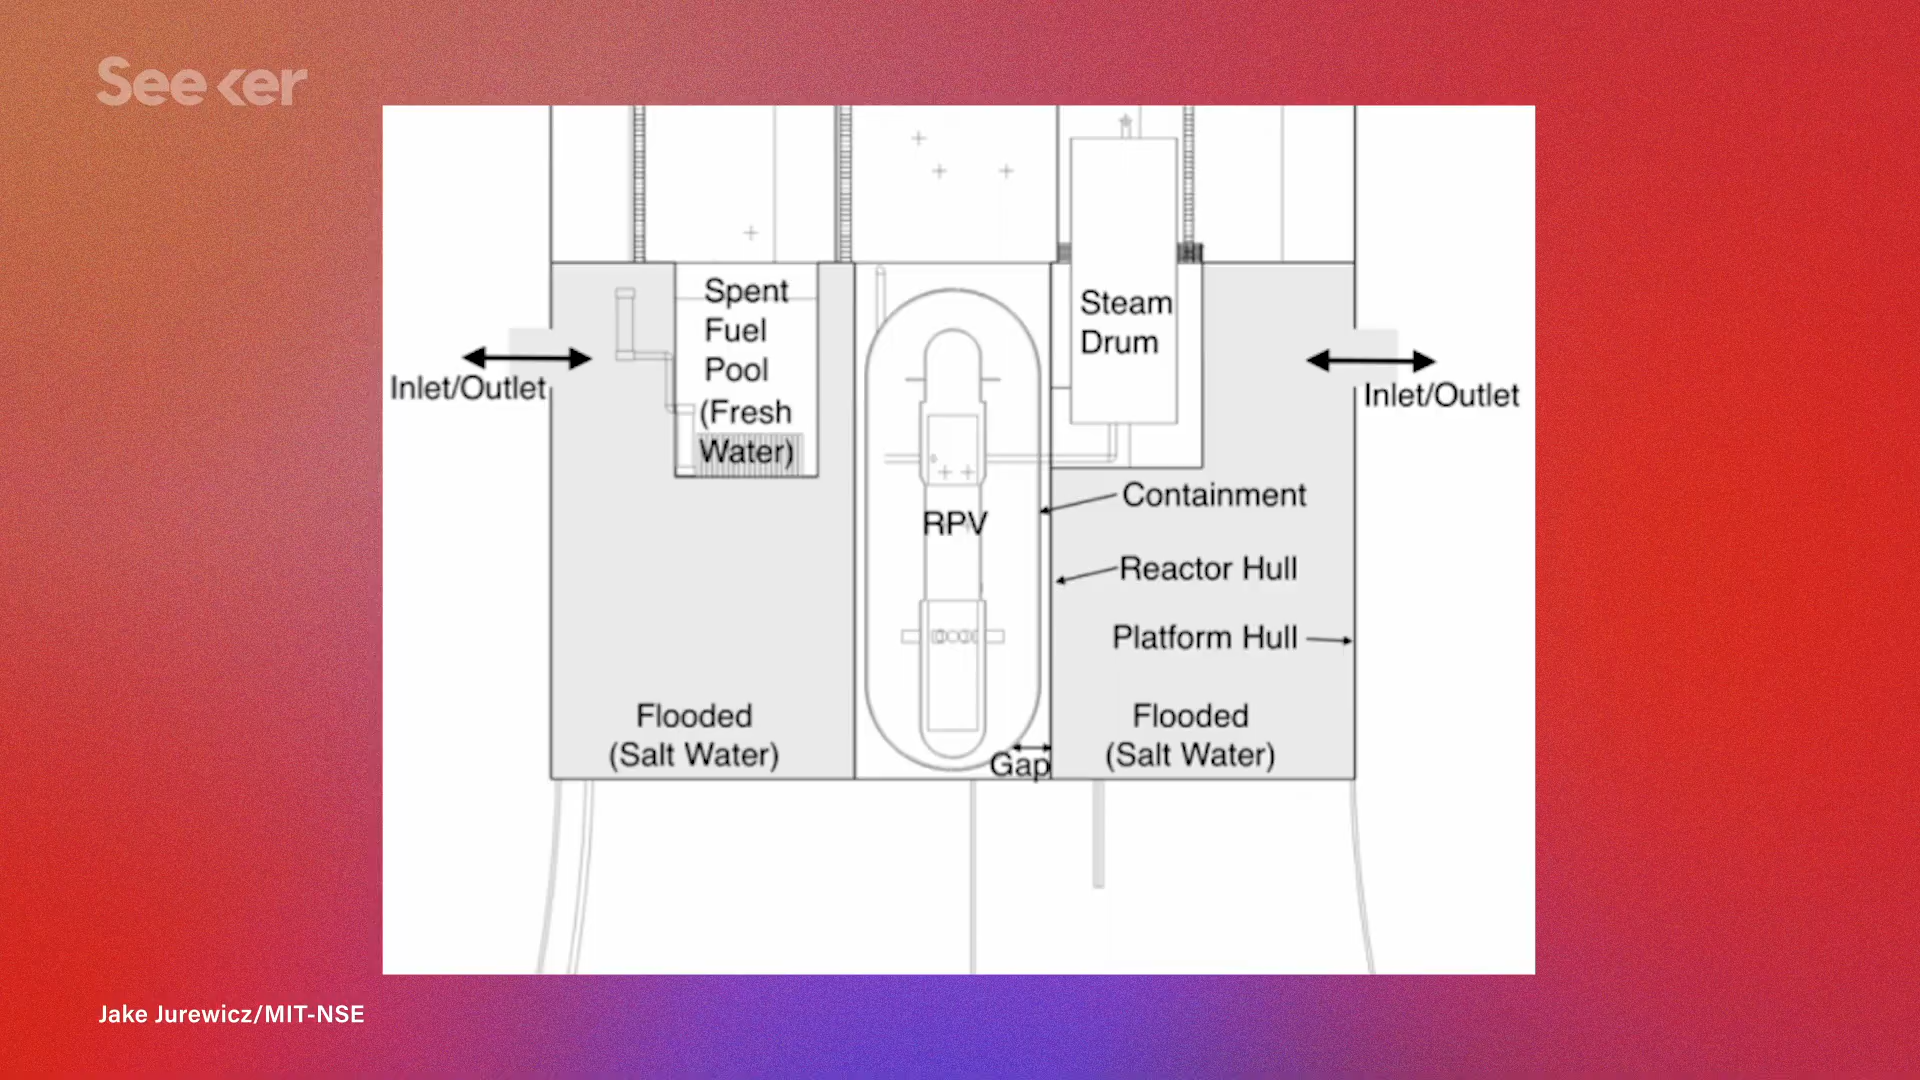 Seeker
Spent
Fuel
Pool
(Fresh
Water)
Steam
Drum
Inlet/Outlet
Inlet/Outlet
Containment
RPV
Reactor Hull
Platform Hull
Flooded
(Salt Water)
Flooded
(Salt Water)
Gap
Jake Jurewicz/MIT-NSE